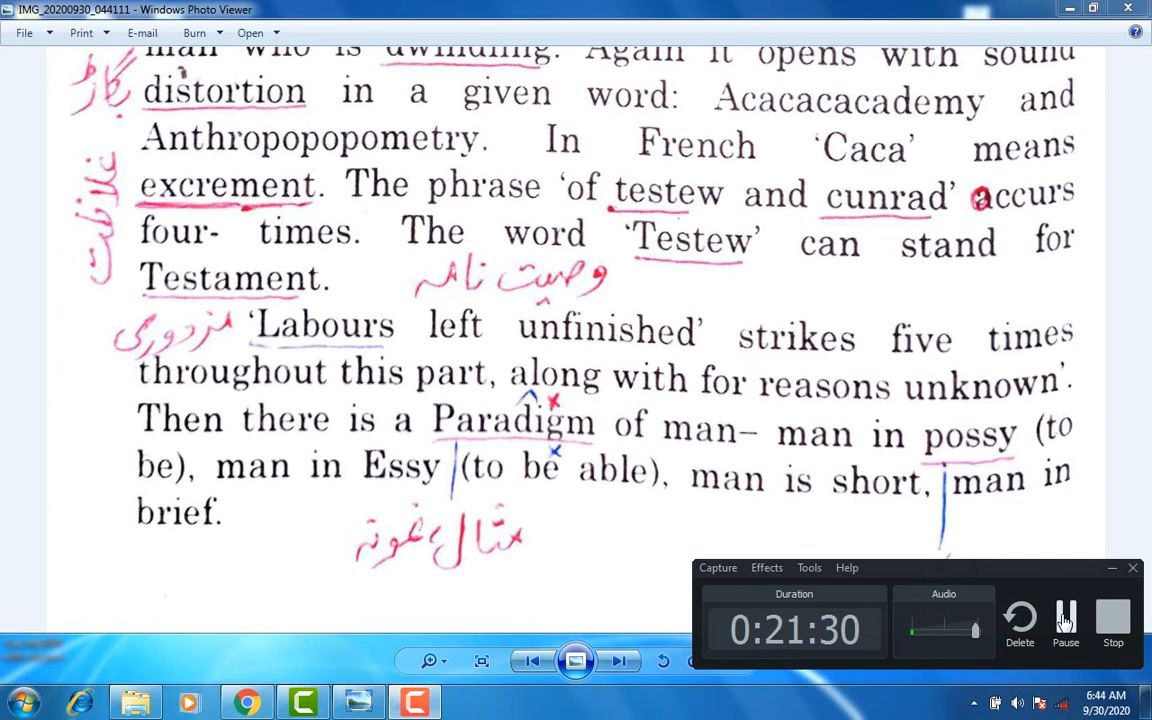 IMG_20200930_044111 - Windows Photo Viewer
File Print E-mail Burn Open
man who is dwindling. Again it opens with sound
بگاڑ
distortion in a given word: Acacacacademy and
Anthropopopometry. In French 'Caca' means
غلاظت
excrement. The phrase 'of testew and cunrad' accurs
four- times. The word 'Testew' can stand for
Testament.
وصیت نامہ
مزدوری
'Labours left unfinished' strikes five times
throughout this part, along with for reasons unknown'.
Then there is a Paradigm of man– man in possy (to
be), man in Essy (to be able), man is short, man in
brief.
مثال، نمونہ
Capture Effects Tools Help
Duration
Audio
0:21:30
Delete Pause Stop
6:44 AM
9/30/2020